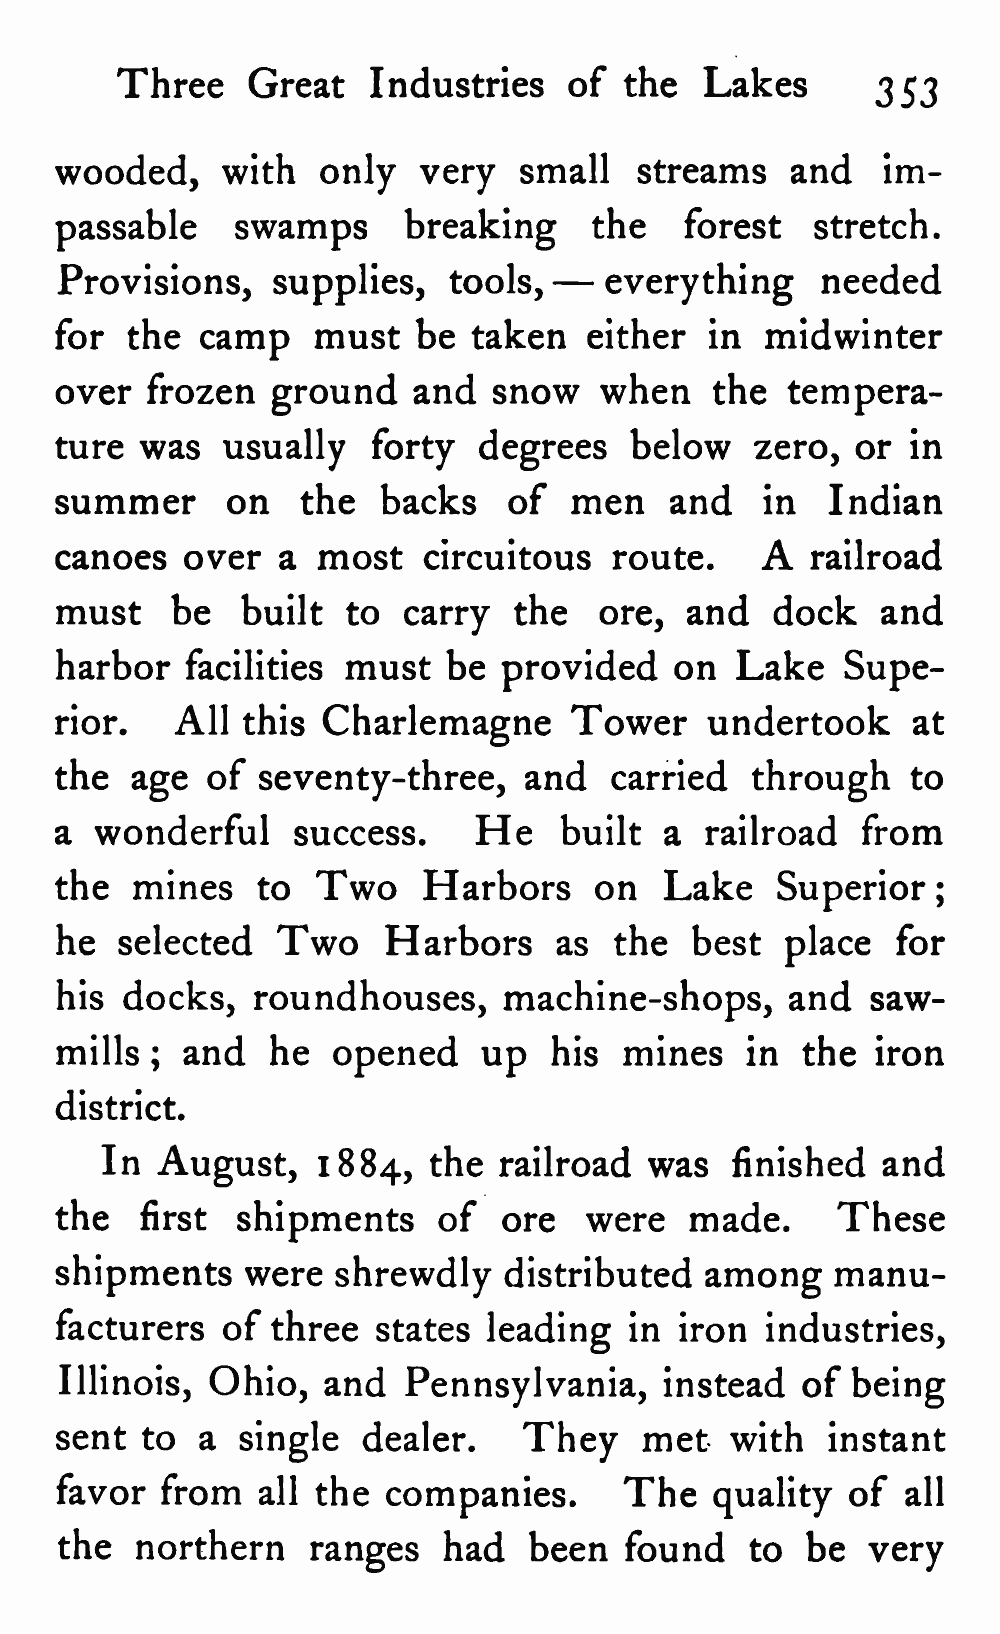 Three Great Industries of the Lakes 353
wooded, with only very small streams and im-
passable swamps breaking the forest stretch.
Provisions, supplies, tools, — everything needed
for the camp must be taken either in midwinter
over frozen ground and snow when the tempera-
ture was usually forty degrees below zero, or in
summer on the backs of men and in Indian
canoes over a most circuitous route. A railroad
must be built to carry the ore, and dock and
harbor facilities must be provided on Lake Supe-
rior. All this Charlemagne Tower undertook at
the age of seventy-three, and carried through to
a wonderful success. He built a railroad from
the mines to Two Harbors on Lake Superior;
he selected Two Harbors as the best place for
his docks, roundhouses, machine-shops, and saw-
mills; and he opened up his mines in the iron
district.
In August, 1884, the railroad was finished and
the first shipments of ore were made. These
shipments were shrewdly distributed among manu-
facturers of three states leading in iron industries,
Illinois, Ohio, and Pennsylvania, instead of being
sent to a single dealer. They met with instant
favor from all the companies. The quality of all
the northern ranges had been found to be very